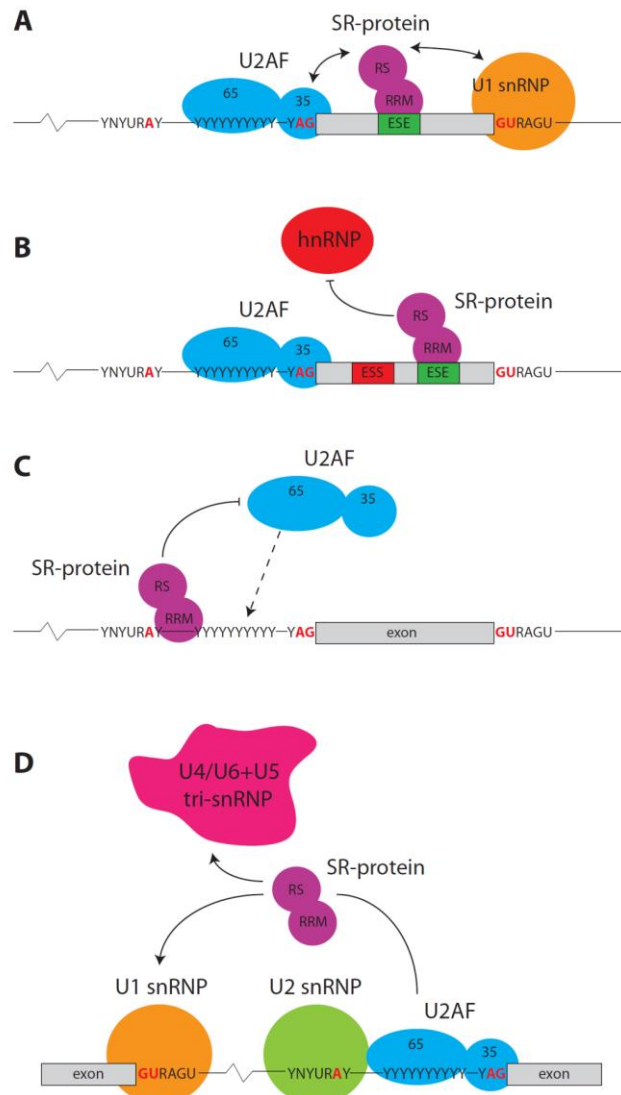 A
SR-protein
U2AF
RS
U1 snRNP
65
35
RRM
YNYURAY YYYYYYYYYY YAG ESE GURAGU
B
hnRNP
SR-protein
U2AF
RS
65
35
RRM
YNYURAY YYYYYYYYYY YAG ESS ESE GURAGU
C
U2AF
65
35
SR-protein
RS
RRM
YNYURAY YYYYYYYYY YAG exon GURAGU
D
U4/U6+U5
tri-snRNP
SR-protein
RS
RRM
U1 snRNP U2 snRNP
U2AF
65
35
exon GURAGU YNYURAY YYYYYYYYYY YAG exon